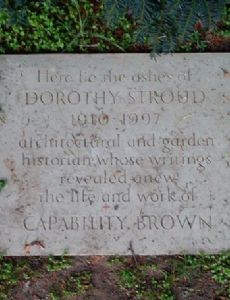 Here lie the ashes of
DOROTHY STROUD
1910-1997
architectural and garden
historian whose writings
revealed anew
the life and work of
CAPABILITY BROWN